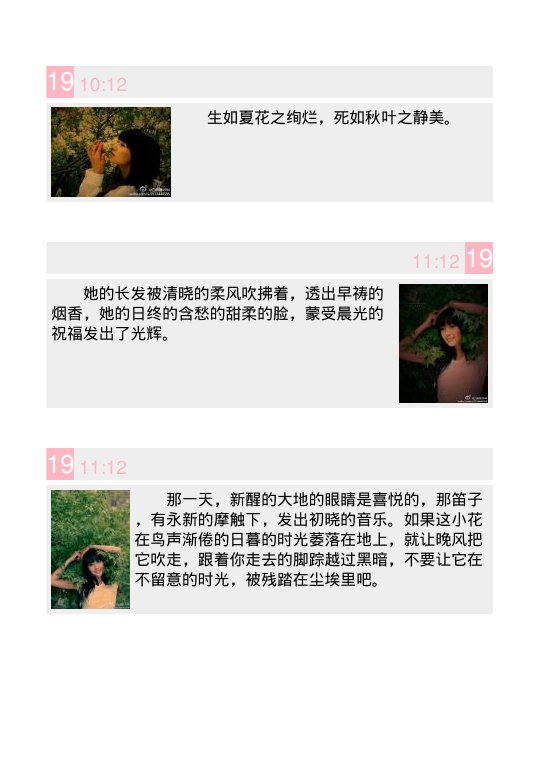 19 10:12
生如夏花之绚烂，死如秋叶之静美。
11:12 19
她的长发被清晓的柔风吹拂着，透出早祷的
烟香，她的日终的含愁的甜柔的脸，蒙受晨光的
祝福发出了光辉。
19 11:12
那一天，新醒的大地的眼睛是喜悦的，那笛子
，有永新的摩触下，发出初晓的音乐。如果这小花
在鸟声渐倦的日暮的时光萎落在地上，就让晚风把
它吹走，跟着你走去的脚踪越过黑暗，不要让它在
不留意的时光，被残踏在尘埃里吧。